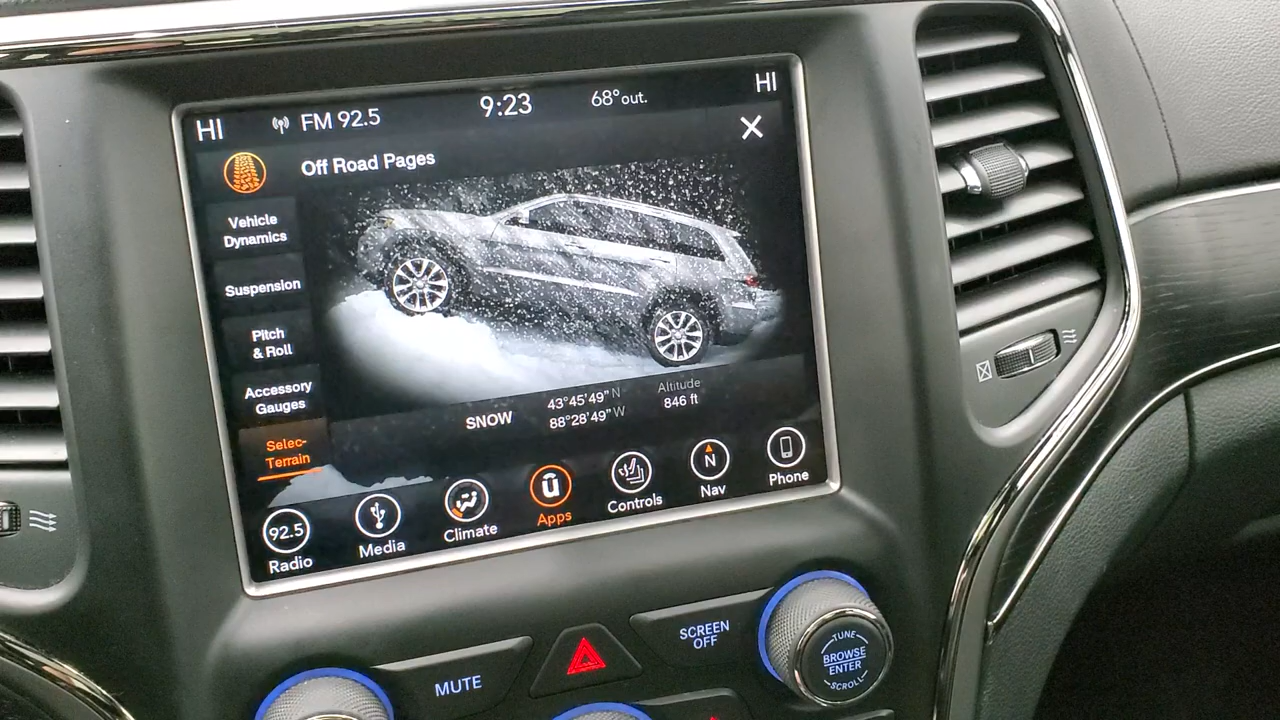 HI
FM 92.5
9:23
68°out.
HI
Off Road Pages
Vehicle
Dynamics
Suspension
Pitch
& Roll
Accessory
Gauges
Selec-
Terrain
SNOW
43°45'49" N
88°28'49" W
Altitude
846 ft
92.5
Radio
Media
Climate
Apps
Controls
N
Nav
Phone
MUTE
SCREEN
OFF
TUNE
BROWSE
ENTER
SCROLL